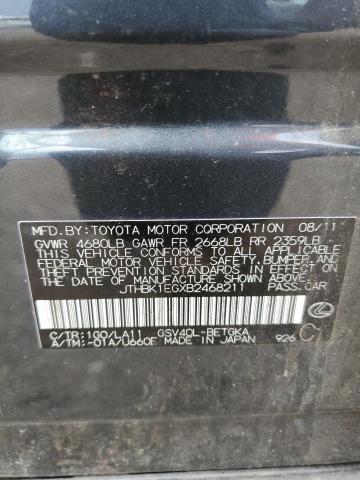 MFD.BY:TOYOTA MOTOR CORPORATION 08/11
GVWR 4680LB GAWR FR 2668LB RR 2359LB
THIS VEHICLE CONFORMS TO ALL APPLICABLE
FEDERAL MOTOR VEHICLE SAFETY,BUMPER,AND
THEFT PREVENTION STANDARDS IN EFFECT ON
THE DATE OF MANUFACTURE SHOWN ABOVE.
JTHBK1EGXB2468211 PASS.CAR
C/TR:1G0/LA11 GSV40L-BETGKA
A/TM:-01A/U660F MADE IN JAPAN 926 C